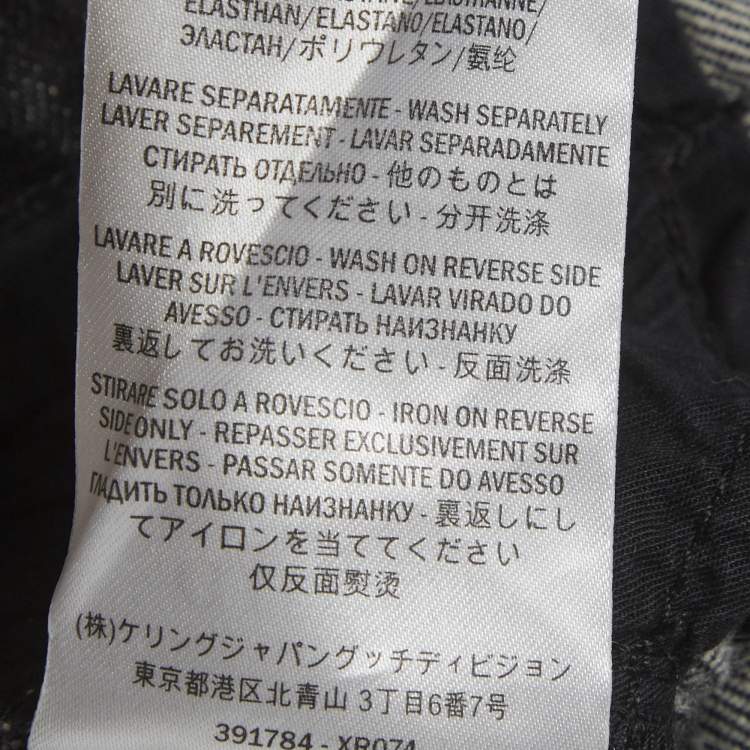 ELASTHAN/ELASTANO/ELASTANO/
ЭЛАСТАН/ポリウレタン/氨纶
LAVARE SEPARATAMENTE - WASH SEPARATELY
LAVER SEPAREMENT - LAVAR SEPARADAMENTE
СТИРАТЬ ОТДЕЛЬНО - 他のものとは
別に洗ってください - 分开洗涤
LAVARE A ROVESCIO - WASH ON REVERSE SIDE
LAVER SUR L'ENVERS - LAVAR VIRADO DO
AVESSO - СТИРАТЬ НАИЗНАНКУ
裏返してお洗いください - 反面洗涤
STIRARE SOLO A ROVESCIO - IRON ON REVERSE
SIDE ONLY - REPASSER EXCLUSIVEMENT SUR
L'ENVERS - PASSAR SOMENTE DO AVESSO
ГЛАДИТЬ ТОЛЬКО НАИЗНАНКУ - 裏返しにし
てアイロンを当ててください
仅反面熨烫
(株)ケリングジャパングッチディビジョン
東京都港区北青山 3丁目6番7号
391784 - XR074